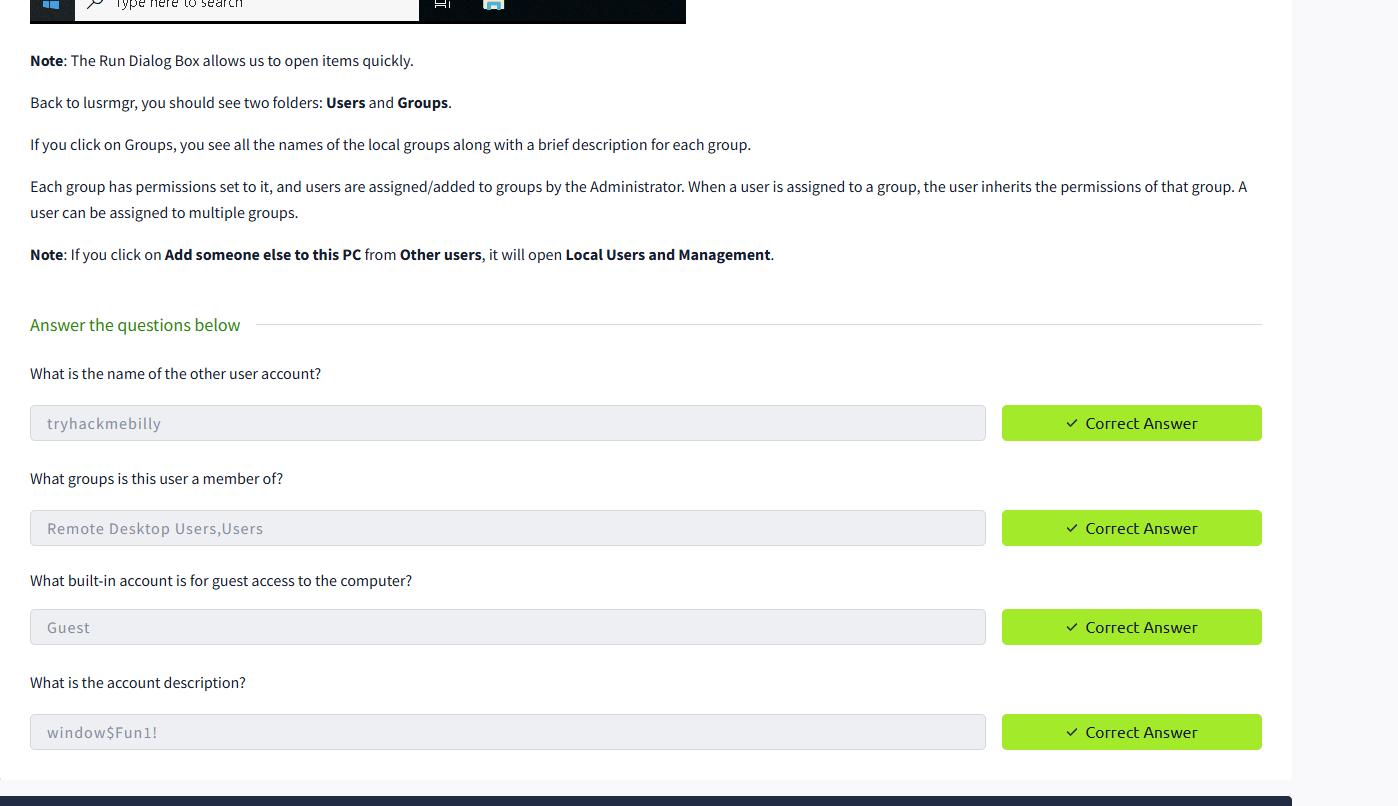 Type here to search
Note: The Run Dialog Box allows us to open items quickly.
Back to lusrmgr, you should see two folders: Users and Groups.
If you click on Groups, you see all the names of the local groups along with a brief description for each group.
Each group has permissions set to it, and users are assigned/added to groups by the Administrator. When a user is assigned to a group, the user inherits the permissions of that group. A
user can be assigned to multiple groups.
Note: If you click on Add someone else to this PC from Other users, it will open Local Users and Management.
Answer the questions below
What is the name of the other user account?
tryhackmebilly
Correct Answer
What groups is this user a member of?
Remote Desktop Users,Users
Correct Answer
What built-in account is for guest access to the computer?
Guest
Correct Answer
What is the account description?
window$Fun1!
Correct Answer